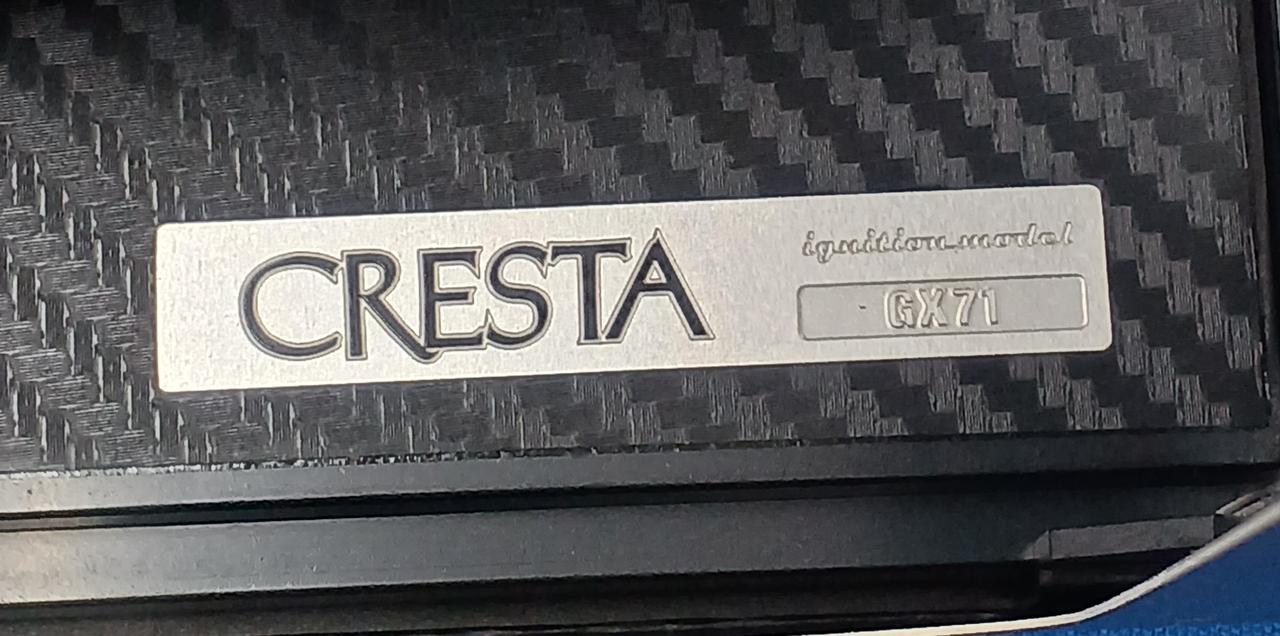 CRESTA
ignition model
GX71